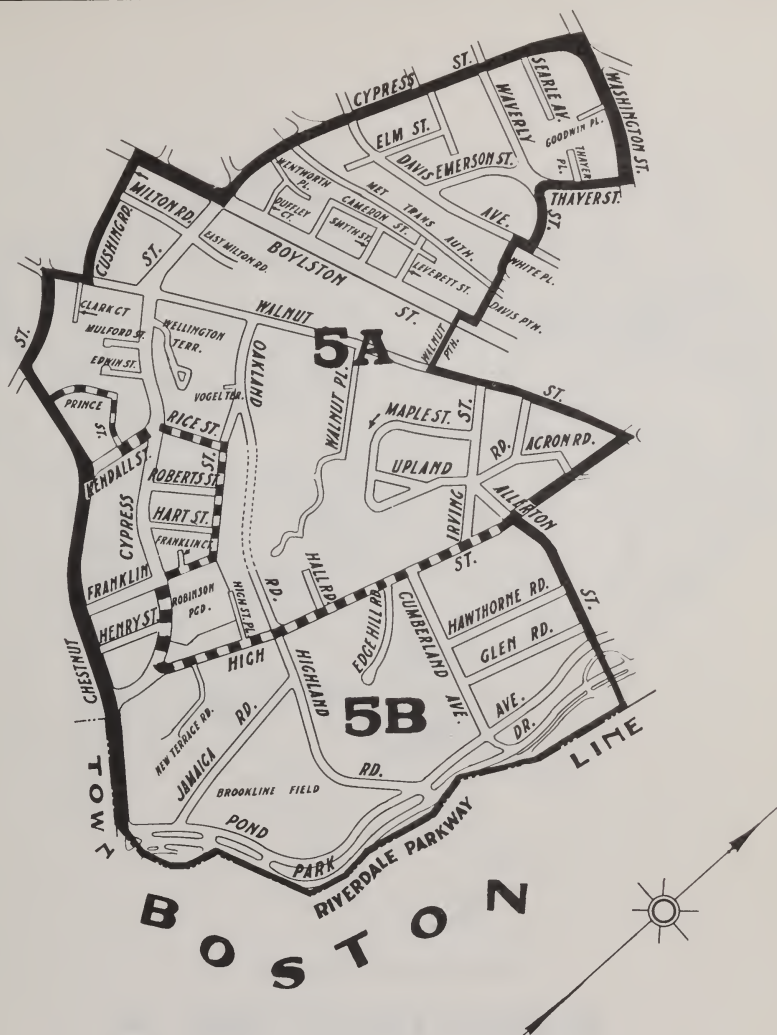 CYPRESS ST.
SEARLE AV.
WASHINGTON ST.
WAVERLY
GOODWIN PL.
ELM ST.
THAYER PL.
DAVIS
EMERSON ST.
THAYER ST.
WENTWORTH PL.
MET TRANS AUTH.
AVE.
ST.
CAMERON ST.
DUFFLEY CT.
SMYTH ST.
MILTON RD.
CUSHING RD.
ST.
EAST MILTON RD.
BOYLSTON
ST.
LEVERETT ST.
WHITE PL.
DAVIS PTH.
WALNUT
CLARK CT
WALNUT PTH.
ST.
5A
MULFORD ST.
WELLINGTON TERR.
OAKLAND
EDWIN ST.
WALNUT PL.
ST.
VOGEL TER.
PRINCE ST.
MAPLE ST.
ST.
RD.
ACRON RD.
RICE ST.
ST.
KENDALL ST.
UPLAND
ROBERTS ST.
ALLERTON
CYPRESS
IRVING
HART ST.
FRANKLIN CT.
ST.
FRANKLIN
HALL RD.
RD.
ROBINSON PGD.
HIGH ST. PL.
HAWTHORNE RD.
ST.
EDGE HILL RD.
CUMBERLAND AVE.
HENRY ST.
GLEN RD.
HIGH
CHESTNUT
HIGHLAND
5B
AVE.
NEW TERRACE RD.
RD.
DR.
JAMAICA
LINE
RD.
TOWN
BROOKLINE FIELD
POND
PARK
RIVERDALE PARKWAY
BOSTON